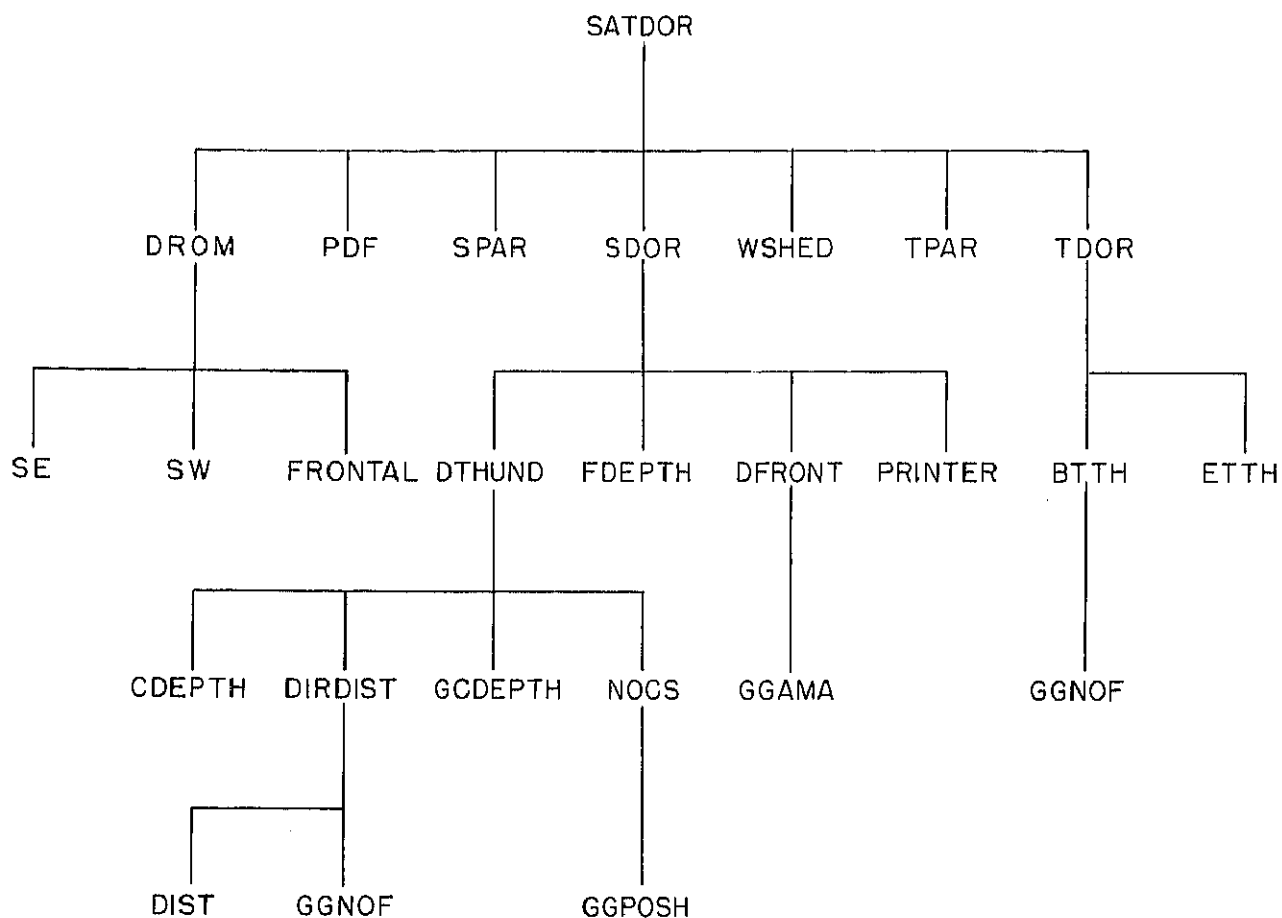 SATDOR
DROM PDF SPAR SDOR WSHED TPAR TDOR
SE SW FRONTAL DTHUND FDEPTH DFRONT PRINTER BTTH ETTH
CDEPTH DIRDIST GCDEPTH NOCS GGAMA GGNOF
DIST GGNOF GGPOSH